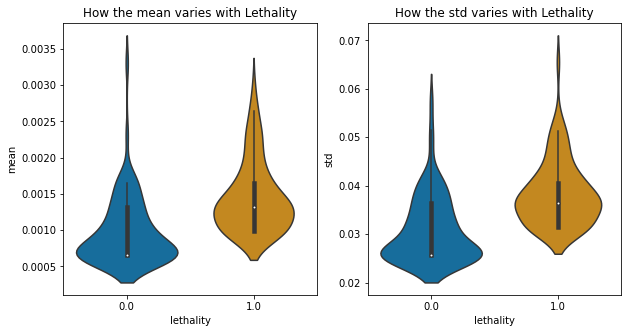 How the mean varies with Lethality
How the std varies with Lethality
mean
0.0035
0.0030
0.0025
0.0020
0.0015
0.0010
0.0005
0.0
1.0
lethality
std
0.07
0.06
0.05
0.04
0.03
0.02
0.0
1.0
lethality